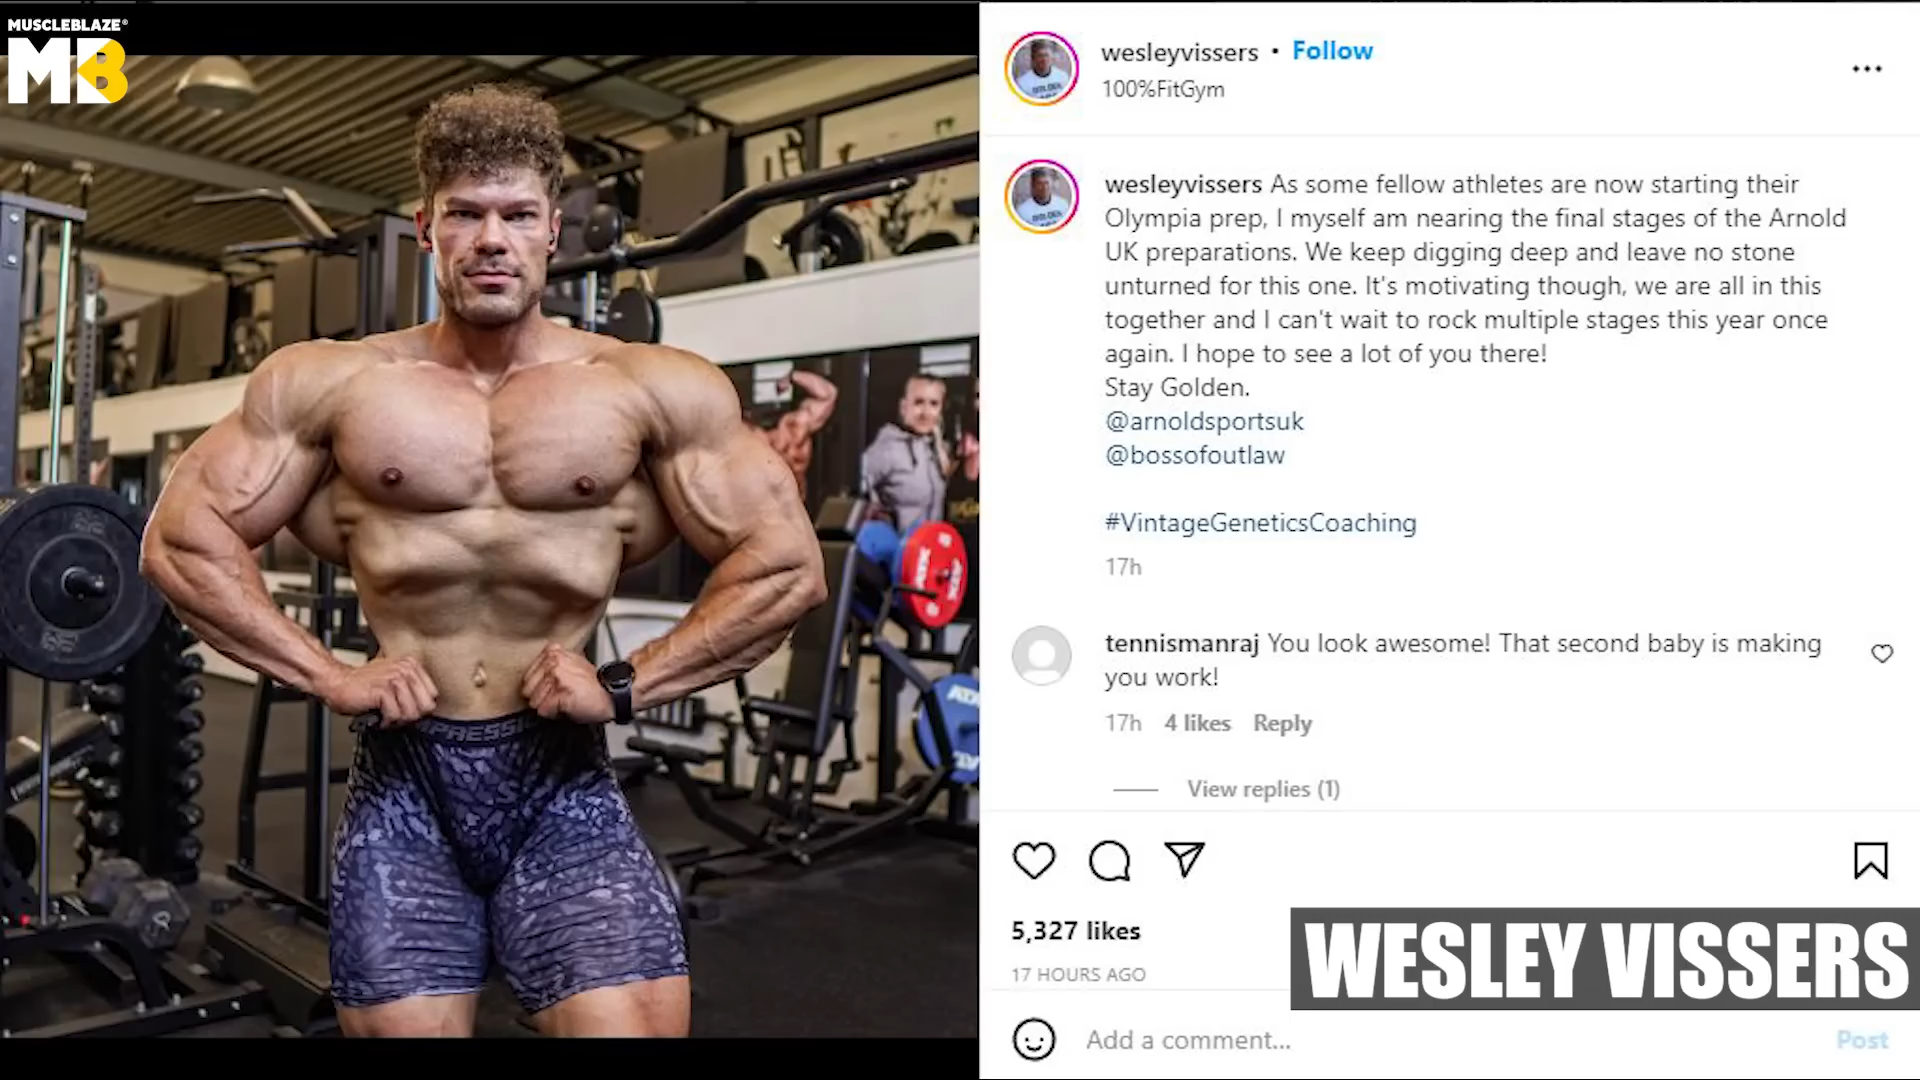 MUSCLEBLAZE®
MB
wesleyvissers • Follow
100%FitGym
wesleyvissers As some fellow athletes are now starting their
Olympia prep, I myself am nearing the final stages of the Arnold
UK preparations. We keep digging deep and leave no stone
unturned for this one. It's motivating though, we are all in this
together and I can't wait to rock multiple stages this year once
again. I hope to see a lot of you there!
Stay Golden.
@arnoldsportsuk
@bossofoutlaw
#VintageGeneticsCoaching
17h
tennismanraj You look awesome! That second baby is making
you work!
17h 4 likes Reply
View replies (1)
5,327 likes
17 HOURS AGO
WESLEY VISSERS
Add a comment...
Post
ATX
ATX